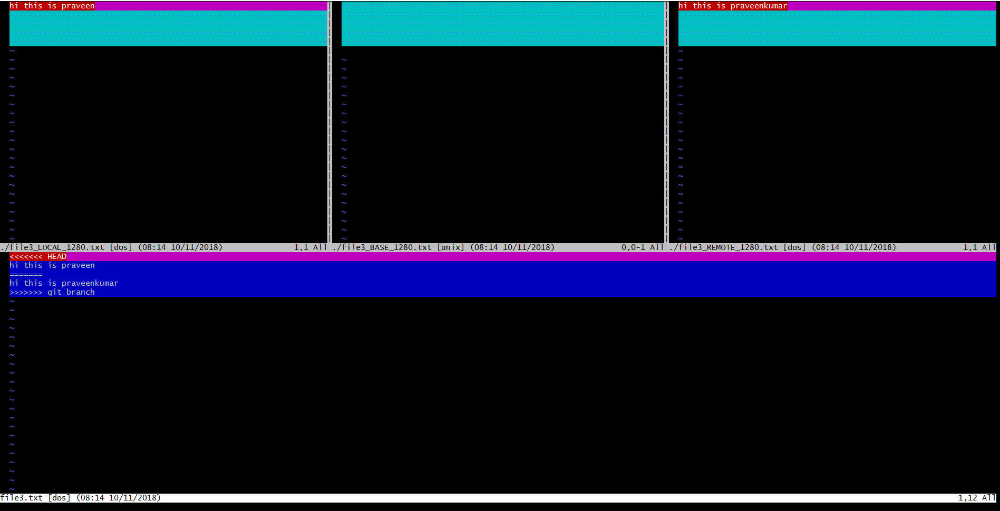 hi this is praveen
hi this is praveenkumar
./file3_LOCAL_1280.txt [dos] (08:14 10/11/2018) 1,1 All ./file3_BASE_1280.txt [unix] (08:14 10/11/2018) 0,0-1 All ./file3_REMOTE_1280.txt [dos] (08:14 10/11/2018) 1,1 All
<<<<<<< HEAD
hi this is praveen
=======
hi this is praveenkumar
>>>>>>> git_branch
file3.txt [dos] (08:14 10/11/2018) 1,12 All